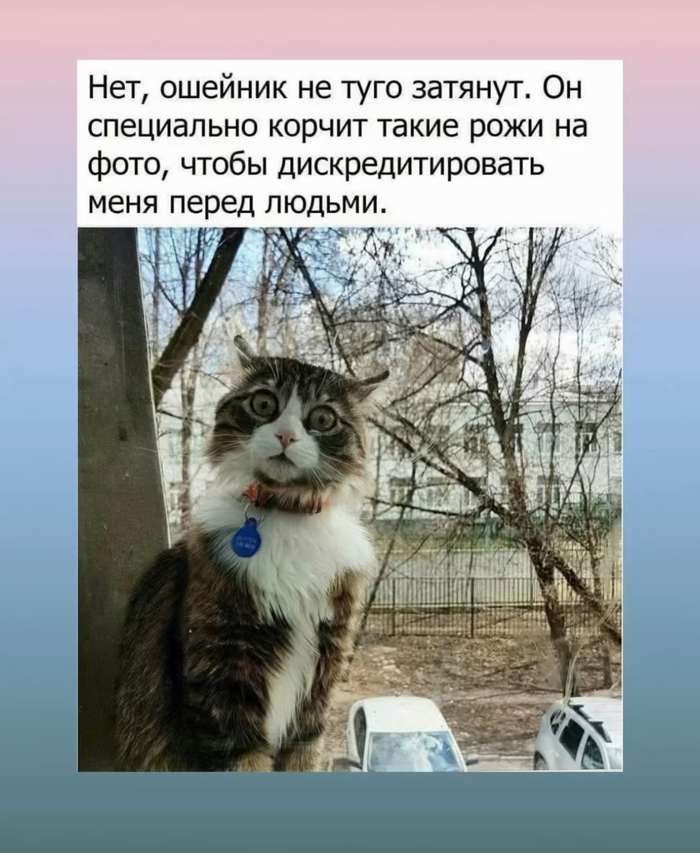 Нет, ошейник не туго затянут. Он
специально корчит такие рожи на
фото, чтобы дискредитировать
меня перед людьми.